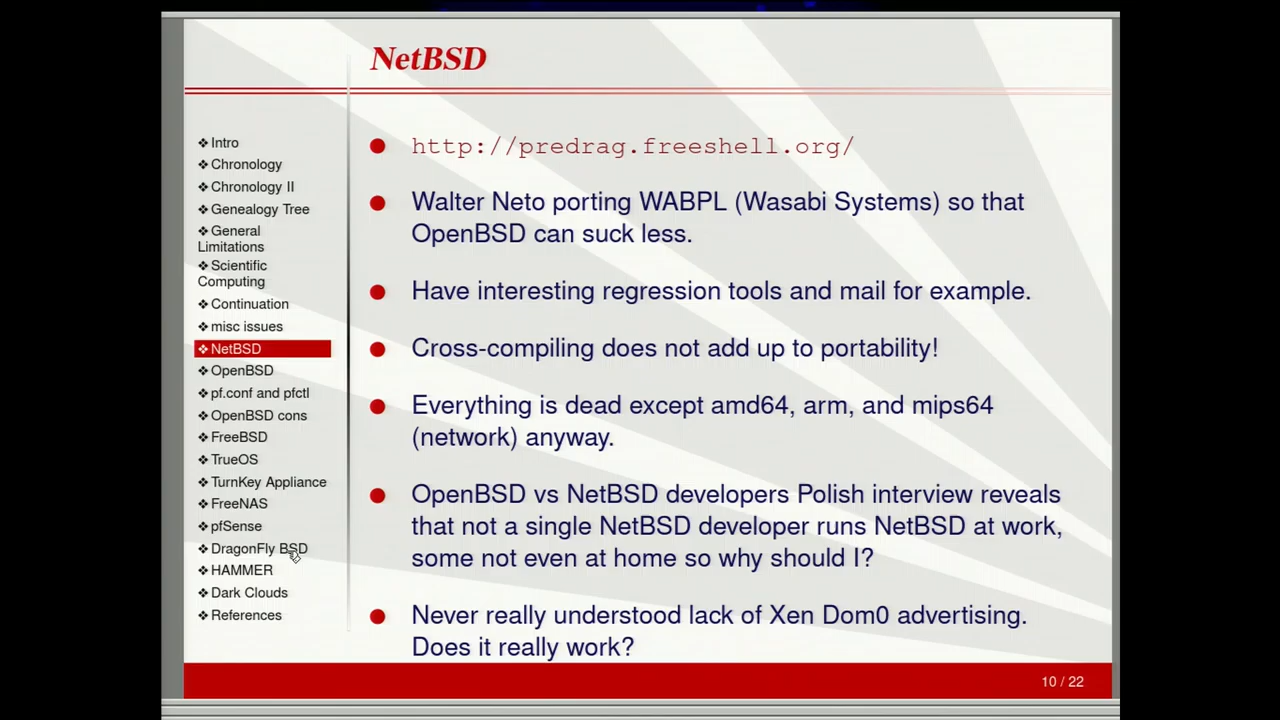 NetBSD
❖ Intro
❖ Chronology
❖ Chronology II
❖ Genealogy Tree
❖ General
Limitations
❖ Scientific
Computing
❖ Continuation
❖ misc issues
❖ NetBSD
❖ OpenBSD
❖ pf.conf and pfctl
❖ OpenBSD cons
❖ FreeBSD
❖ TrueOS
❖ TurnKey Appliance
❖ FreeNAS
❖ pfSense
❖ DragonFly BSD
❖ HAMMER
❖ Dark Clouds
❖ References
● http://predrag.freeshell.org/
● Walter Neto porting WABPL (Wasabi Systems) so that
OpenBSD can suck less.
● Have interesting regression tools and mail for example.
● Cross-compiling does not add up to portability!
● Everything is dead except amd64, arm, and mips64
(network) anyway.
● OpenBSD vs NetBSD developers Polish interview reveals
that not a single NetBSD developer runs NetBSD at work,
some not even at home so why should I?
● Never really understood lack of Xen Dom0 advertising.
Does it really work?
10 / 22